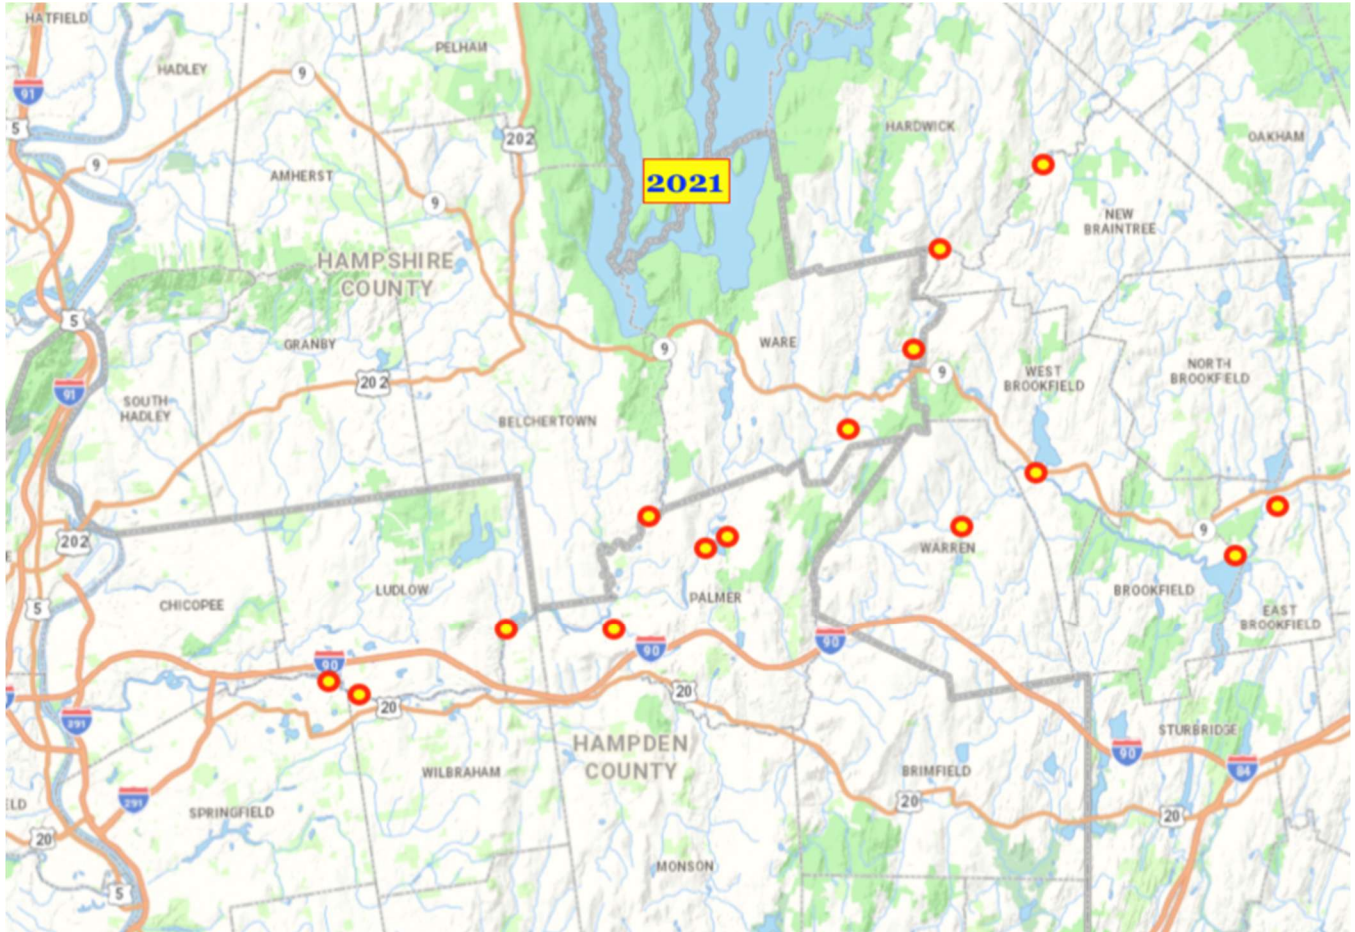 HATFIELD
PELHAM
HADLEY
9
91
202
5
HARDWICK
OAKHAM
9
AMHERST
2021
9
NEW
BRAINTREE
HAMPSHIRE
COUNTY
5
GRANBY
9
WARE
9
202
91
WEST
BROOKFIELD
NORTH
BROOKFIELD
SOUTH
HADLEY
BELCHERTOWN
202
9
WARREN
LUDLOW
PALMER
BROOKFIELD
CHICOPEE
5
EAST
BROOKFIELD
90
90
90
20
20
291
STURBRIDGE
HAMPDEN
COUNTY
90
84
WILBRAHAM
BRIMFIELD
291
20
ELD
SPRINGFIELD
20
20
MONSON
5